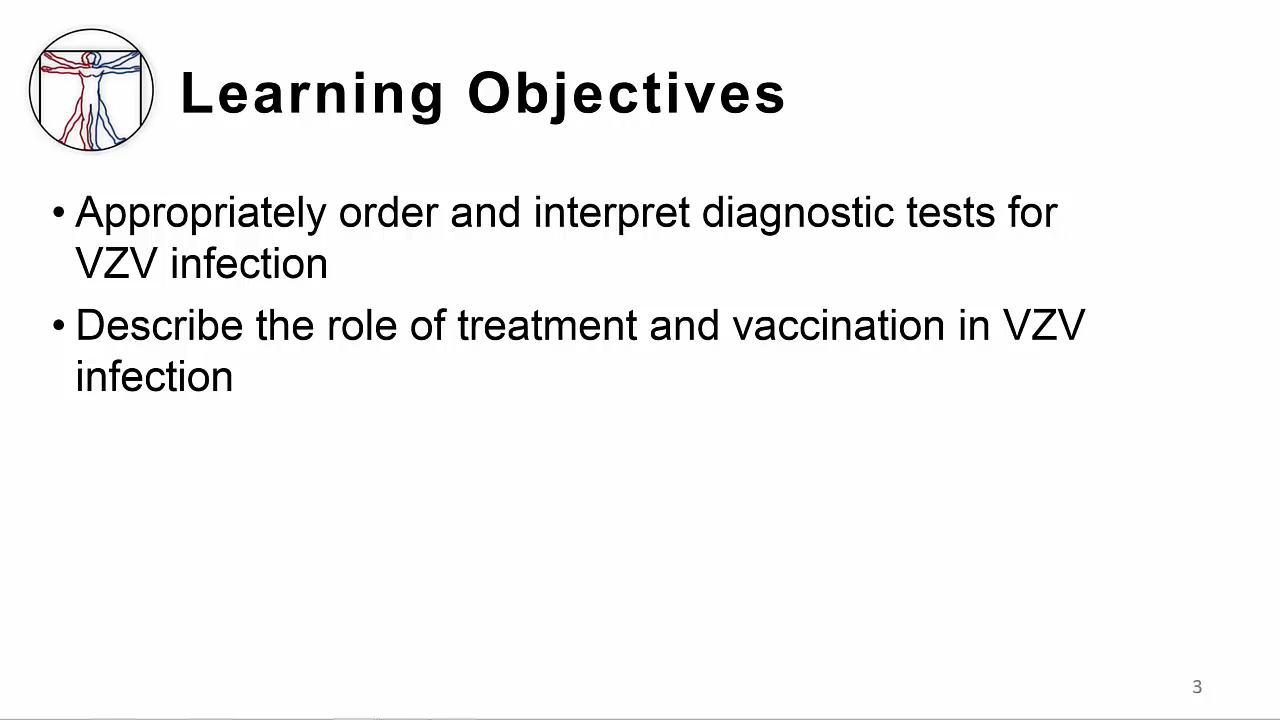 Learning Objectives
• Appropriately order and interpret diagnostic tests for
VZV infection
• Describe the role of treatment and vaccination in VZV
infection
3